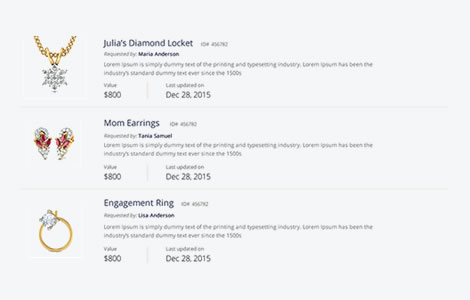 Julia's Diamond Locket ID# 456782
Requested by: Maria Anderson
Lorem Ipsum is simply dummy text of the printing and typesetting industry. Lorem Ipsum has been the
industry's standard dummy text ever since the 1500s
Value Last updated on
$800 Dec 28, 2015
Mom Earrings ID# 456782
Requested by: Tania Samuel
Lorem Ipsum is simply dummy text of the printing and typesetting industry. Lorem Ipsum has been the
industry's standard dummy text ever since the 1500s
Value Last updated on
$800 Dec 28, 2015
Engagement Ring ID# 456782
Requested by: Lisa Anderson
Lorem Ipsum is simply dummy text of the printing and typesetting industry. Lorem Ipsum has been the
industry's standard dummy text ever since the 1500s
Value Last updated on
$800 Dec 28, 2015